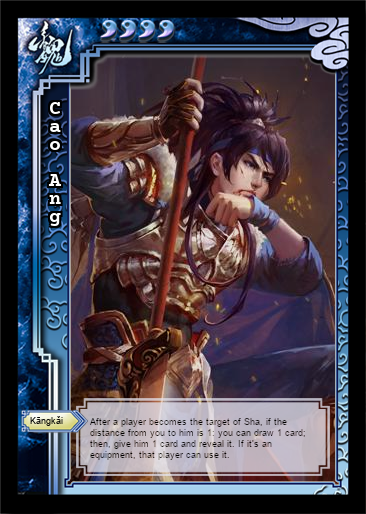 魏
Cao Ang
Kāngkǎi
After a player becomes the target of Sha, if the
distance from you to him is 1: you can draw 1 card;
then, give him 1 card and reveal it. If it's an
equipment, that player can use it.